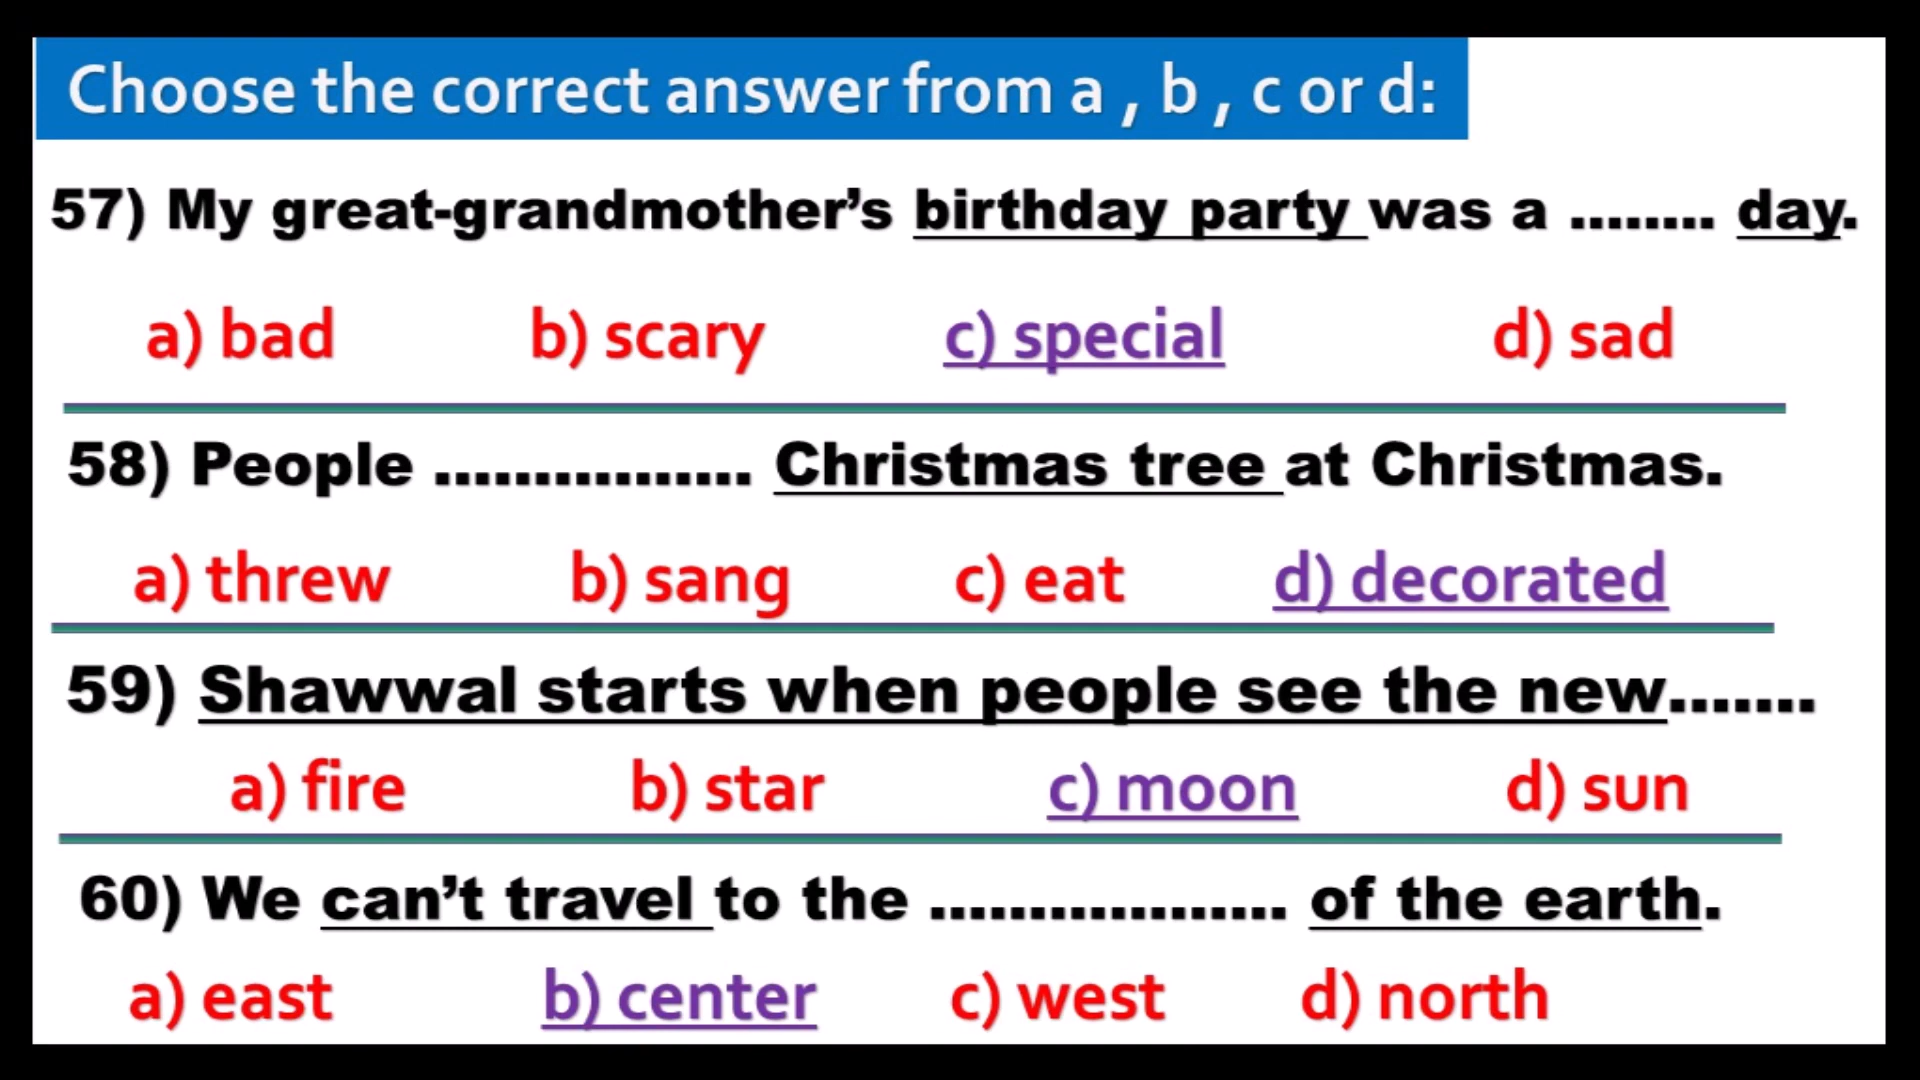 Choose the correct answer from a , b , c or d:
57) My great-grandmother’s birthday party was a ........ day.
a) bad b) scary c) special d) sad
58) People ................ Christmas tree at Christmas.
a) threw b) sang c) eat d) decorated
59) Shawwal starts when people see the new.......
a) fire b) star c) moon d) sun
60) We can’t travel to the .................. of the earth.
a) east b) center c) west d) north